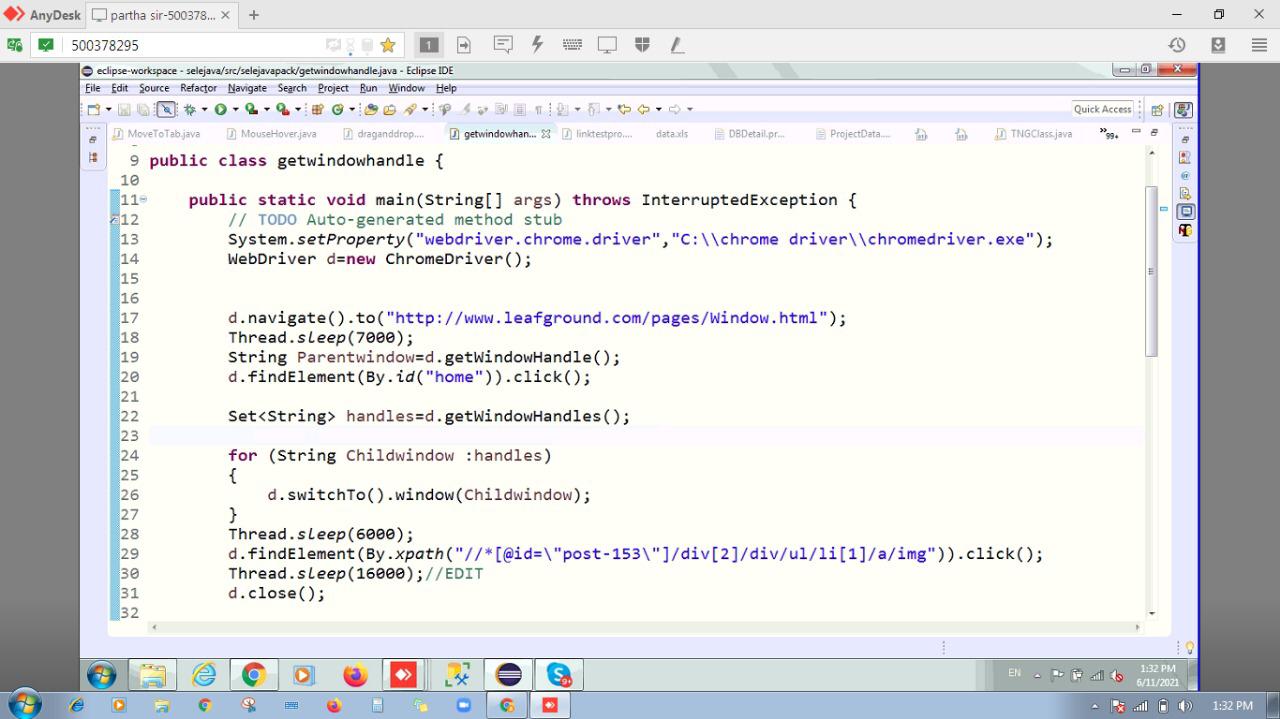 AnyDesk
partha sir-500378...
500378295
1
eclipse-workspace - selejava/src/selejavapack/getwindowhandle.java - Eclipse IDE
File Edit Source Refactor Navigate Search Project Run Window Help
Quick Access
MoveToTab.java MouseHover.java draganddrop.... getwindowhan... linktestpro.... data.xls DBDetail.pr... ProjectData.... TNGClass.java »99+
9 public class getwindowhandle {
10
11 public static void main(String[] args) throws InterruptedException {
12 // TODO Auto-generated method stub
13 System.setProperty("webdriver.chrome.driver","C:\\chrome driver\\chromedriver.exe");
14 WebDriver d=new ChromeDriver();
15
16
17 d.navigate().to("http://www.leafground.com/pages/Window.html");
18 Thread.sleep(7000);
19 String Parentwindow=d.getWindowHandle();
20 d.findElement(By.id("home")).click();
21
22 Set<String> handles=d.getWindowHandles();
23
24 for (String Childwindow :handles)
25 {
26 d.switchTo().window(Childwindow);
27 }
28 Thread.sleep(6000);
29 d.findElement(By.xpath("//*[@id=\"post-153\"]/div[2]/div/ul/li[1]/a/img")).click();
30 Thread.sleep(16000);//EDIT
31 d.close();
32
EN
1:32 PM
6/11/2021
1:32 PM